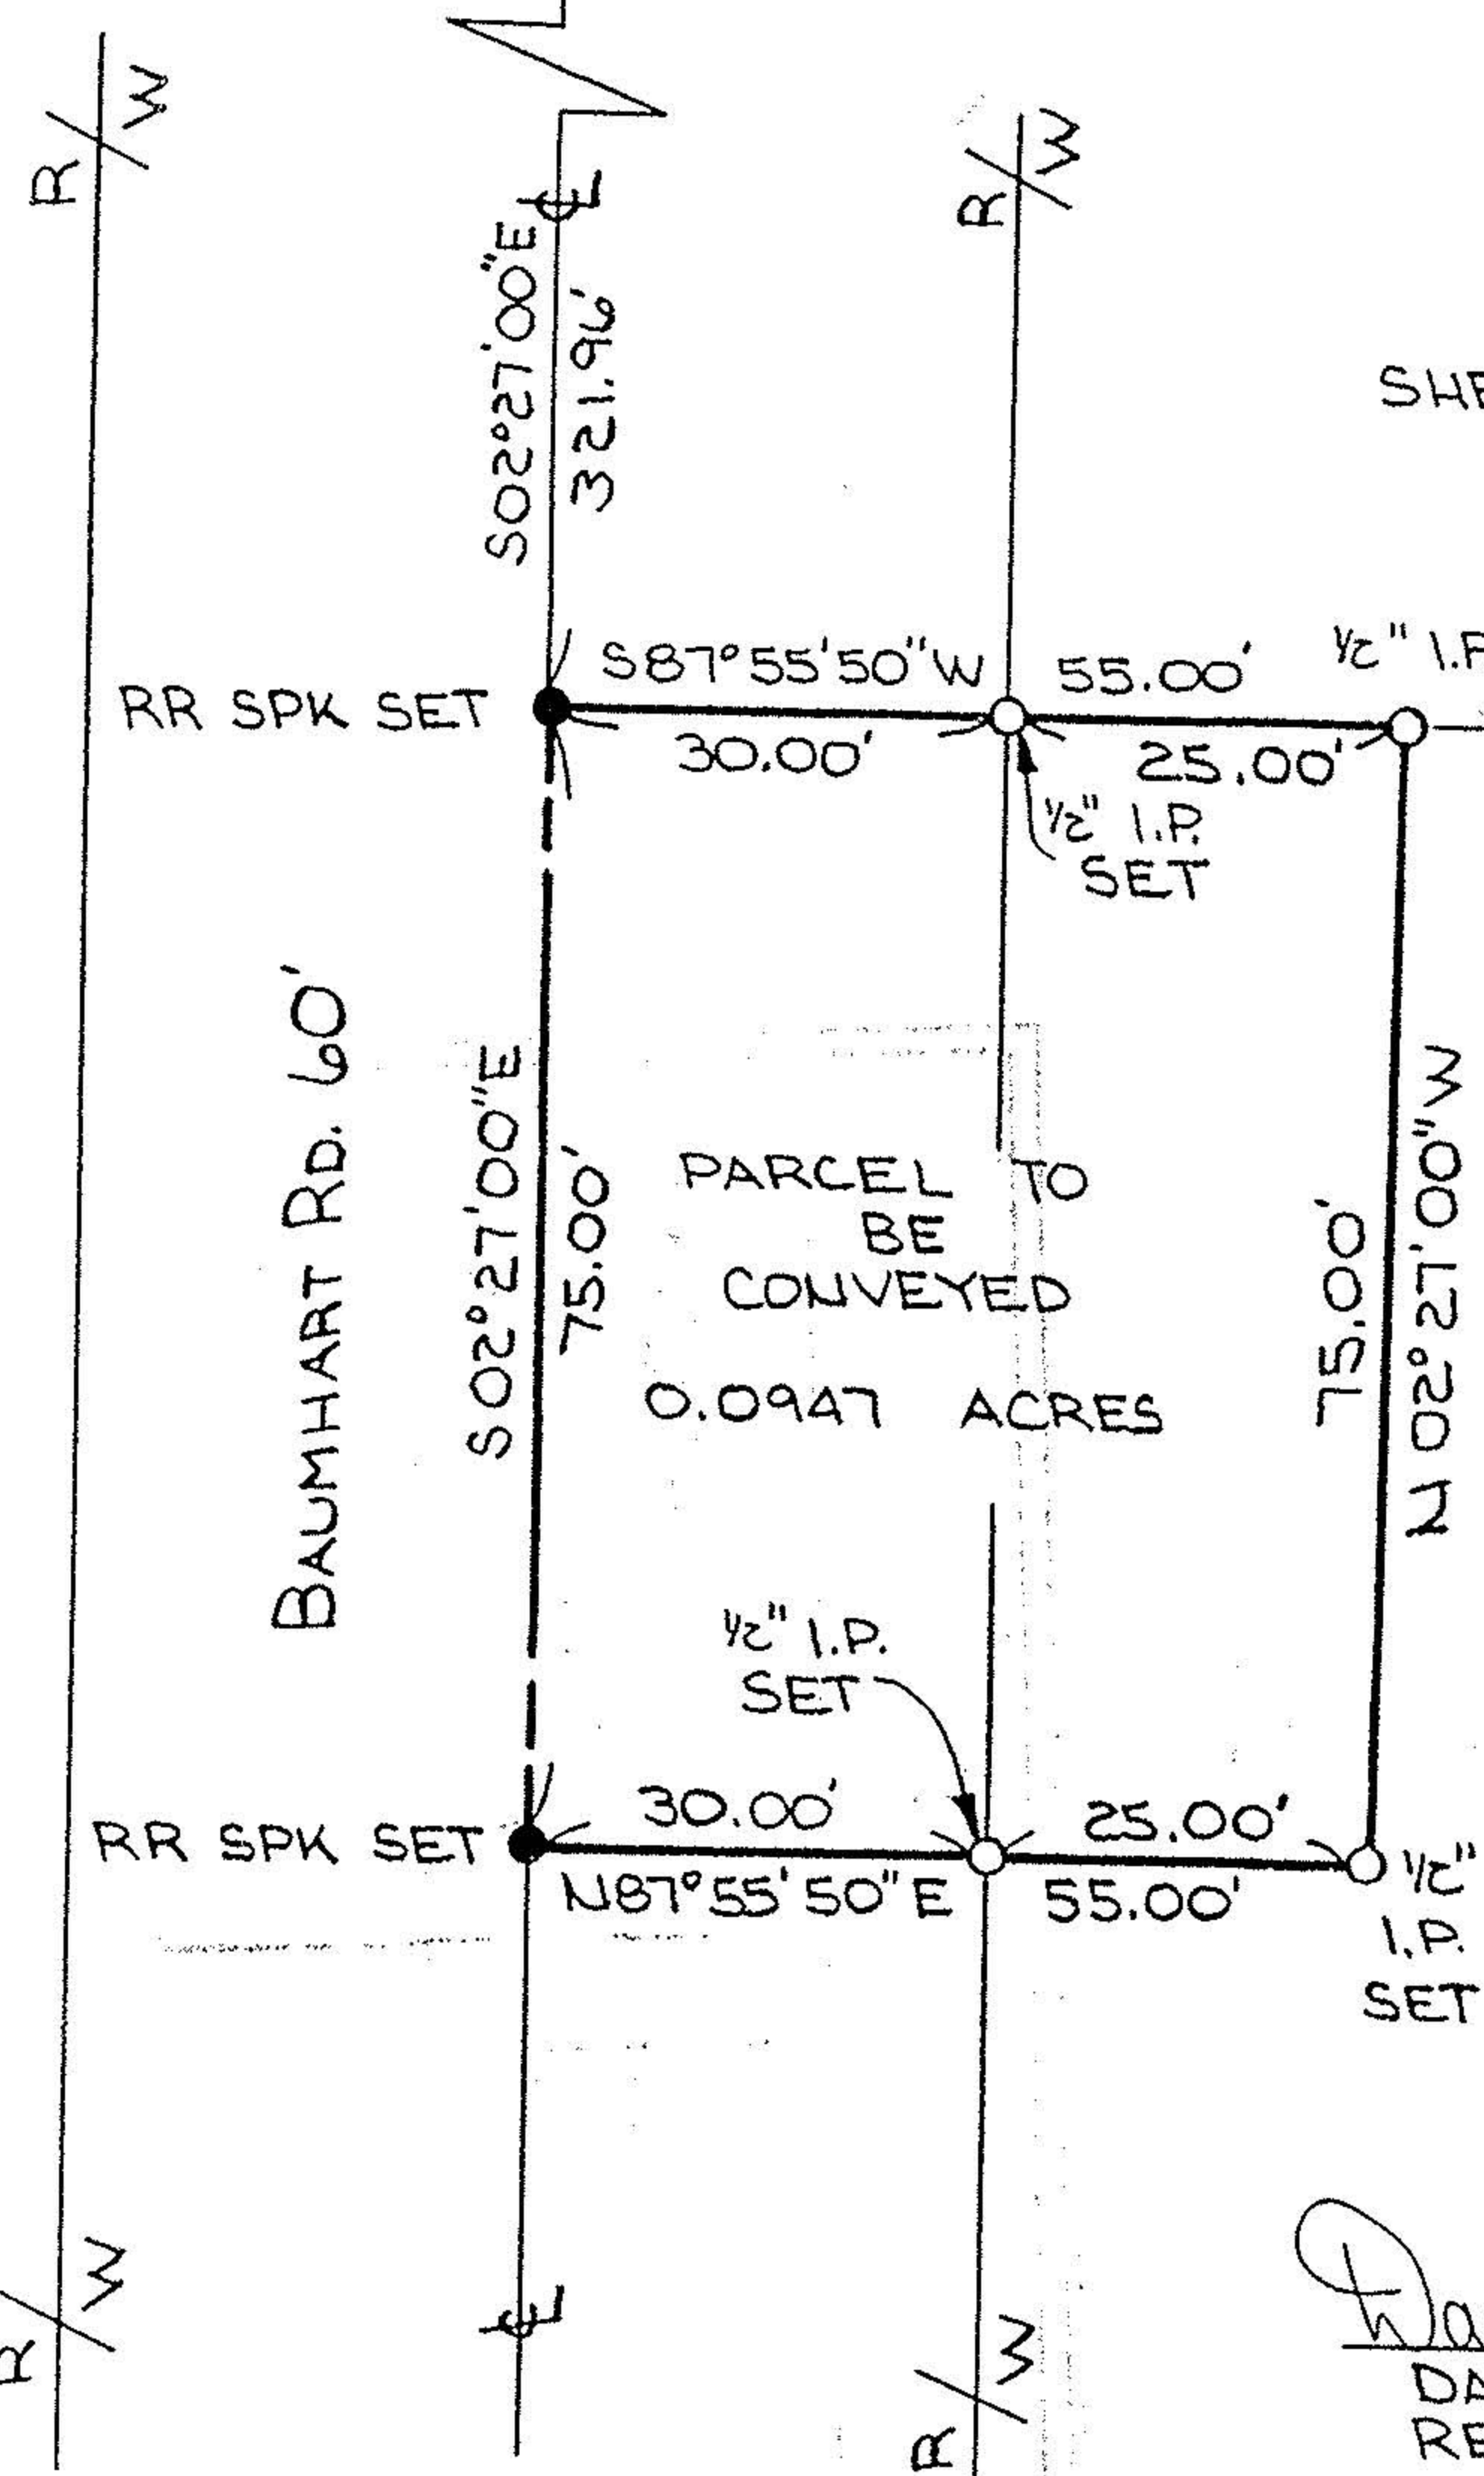 R/W
R/W
℄
S02°27'00"E
321.96'
SHE
S87°55'50"W
55.00'
1/2" I.P
RR SPK SET
30.00'
25.00'
1/2" I.P.
SET
BAUMHART RD. 60'
S02°27'00"E
75.00'
PARCEL TO
BE
CONVEYED
0.0947 ACRES
75.00'
N02°27'00"W
1/2" I.P.
SET
RR SPK SET
30.00'
25.00'
N87°55'50"E
55.00'
1/2"
I.P.
SET
R/W
℄
R/W
Da
DA
RE